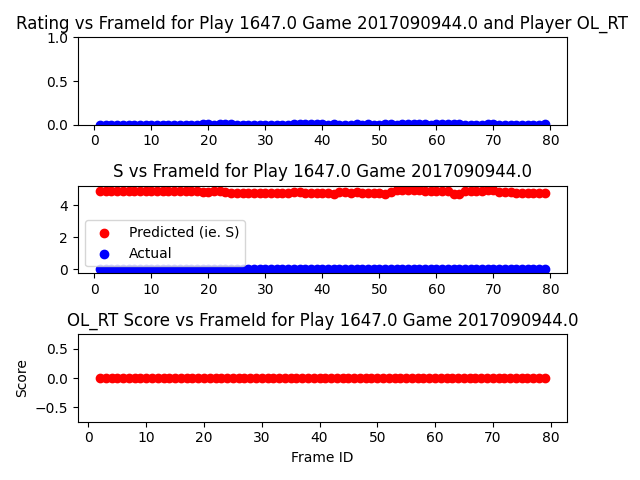 Rating vs FrameId for Play 1647.0 Game 2017090944.0 and Player OL_RT
1.0
0.5
0.0
0 10 20 30 40 50 60 70 80
S vs FrameId for Play 1647.0 Game 2017090944.0
4
2
0
Predicted (ie. S)
Actual
0 10 20 30 40 50 60 70 80
OL_RT Score vs FrameId for Play 1647.0 Game 2017090944.0
Score
0.5
0.0
−0.5
0 10 20 30 40 50 60 70 80
Frame ID